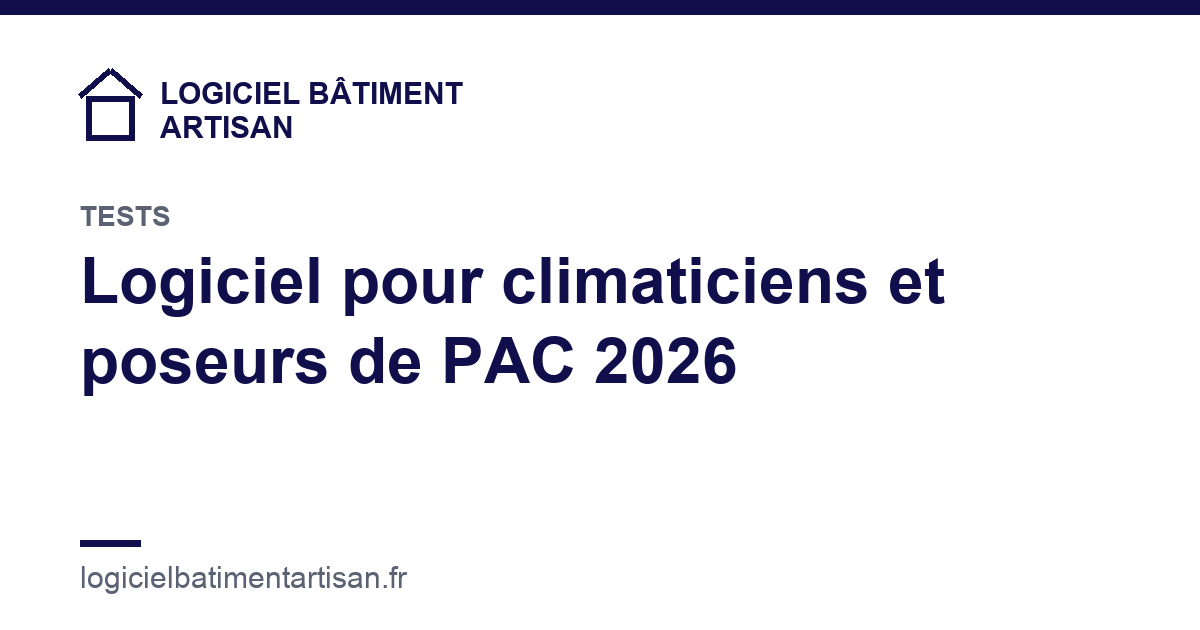 LOGICIEL BÂTIMENT
ARTISAN
TESTS
Logiciel pour climaticiens et
poseurs de PAC 2026
logicielbatimentartisan.fr